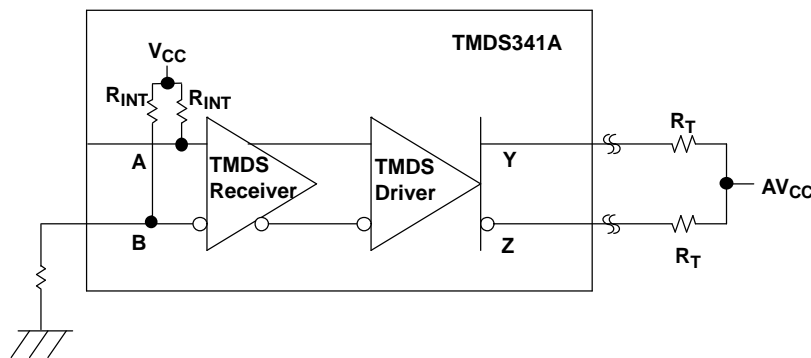 TMDS341A
VCC
RINT
RINT
RT
A
TMDS
Receiver
TMDS
Driver
Y
AVCC
B
Z
RT